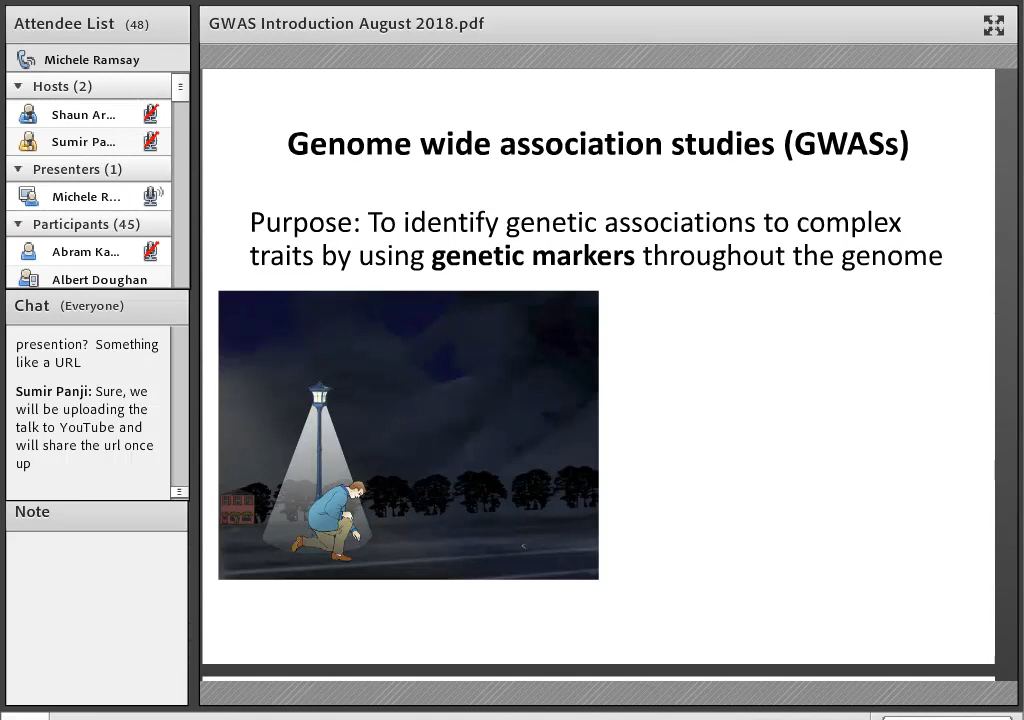 Attendee List (48)
Michele Ramsay
Hosts (2)
Shaun Ar...
Sumir Pa...
Presenters (1)
Michele R...
Participants (45)
Abram Ka...
Albert Doughan
Chat (Everyone)
presention? Something
like a URL
Sumir Panji: Sure, we
will be uploading the
talk to YouTube and
will share the url once
up
Note
GWAS Introduction August 2018.pdf
Genome wide association studies (GWASs)
Purpose: To identify genetic associations to complex
traits by using genetic markers throughout the genome